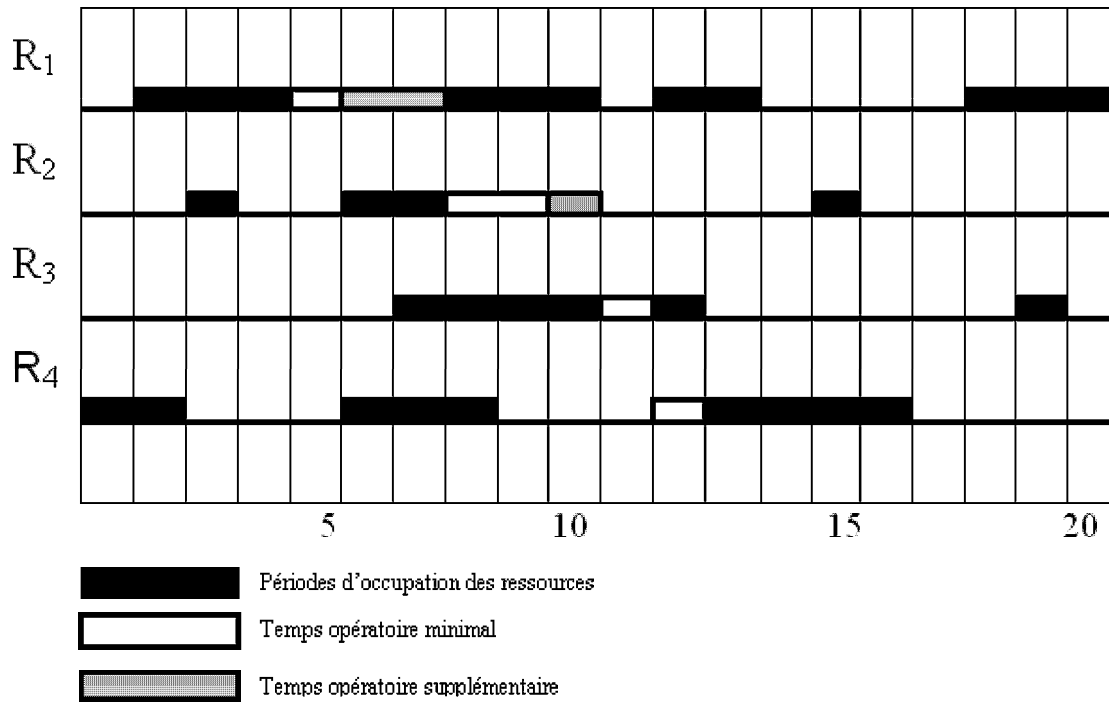 R1
R2
R3
R4
5 10 15 20
Périodes d'occupation des ressources
Temps opératoire minimal
Temps opératoire supplémentaire